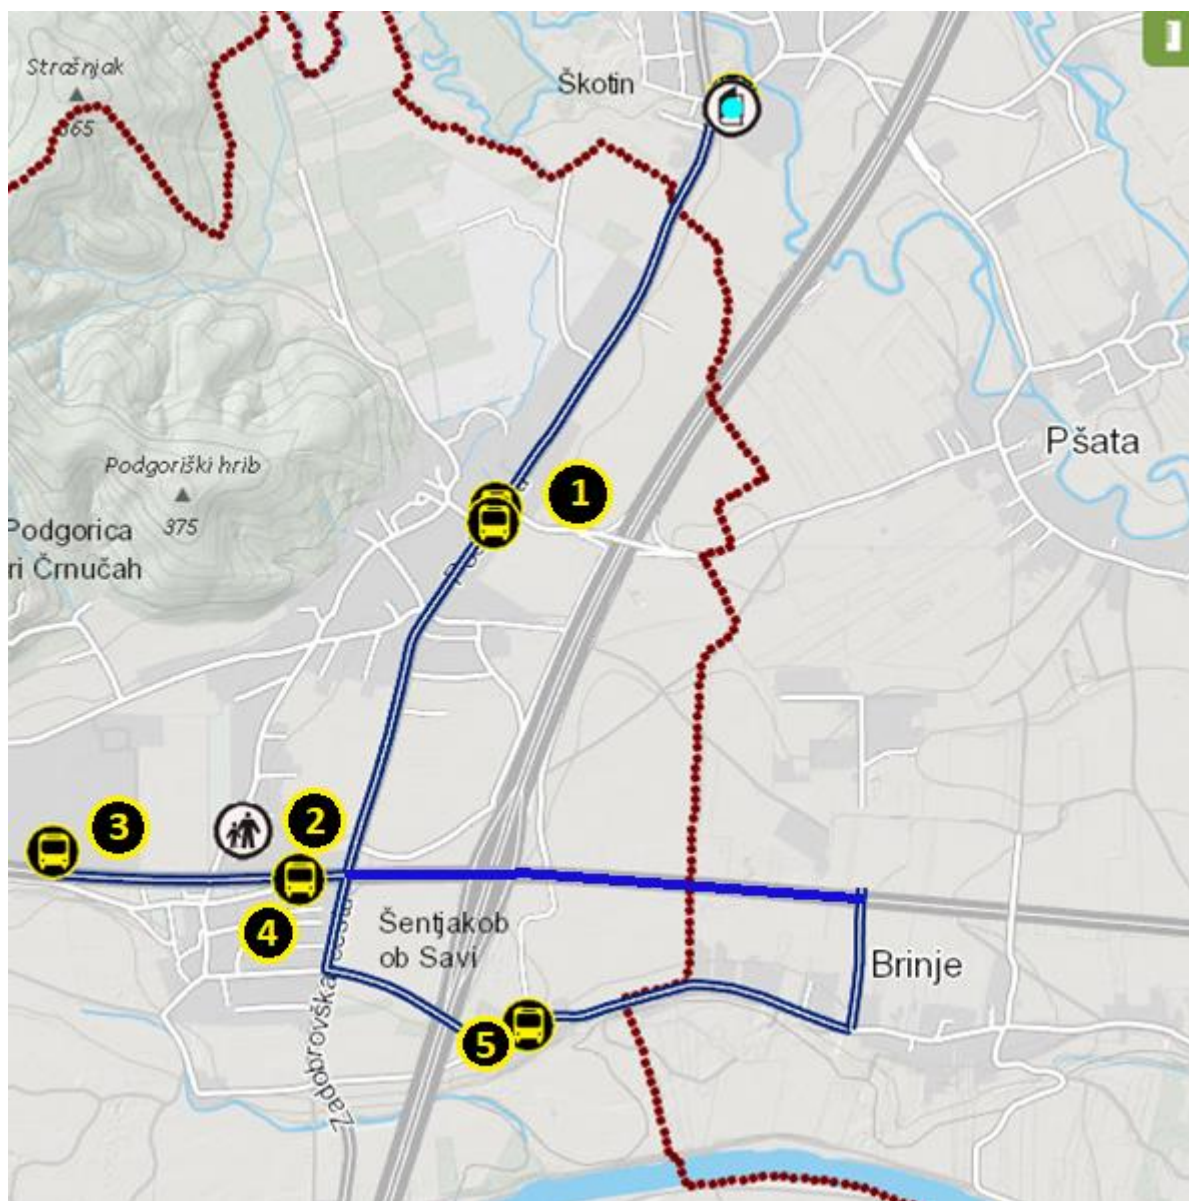 Strašnjak
365
Škotin
Podgoriški hrib
375
1
Pšata
Podgorica
ri Črnučah
3
2
4
Šentjakob
ob Savi
Brinje
5
Zadobrovška cesta